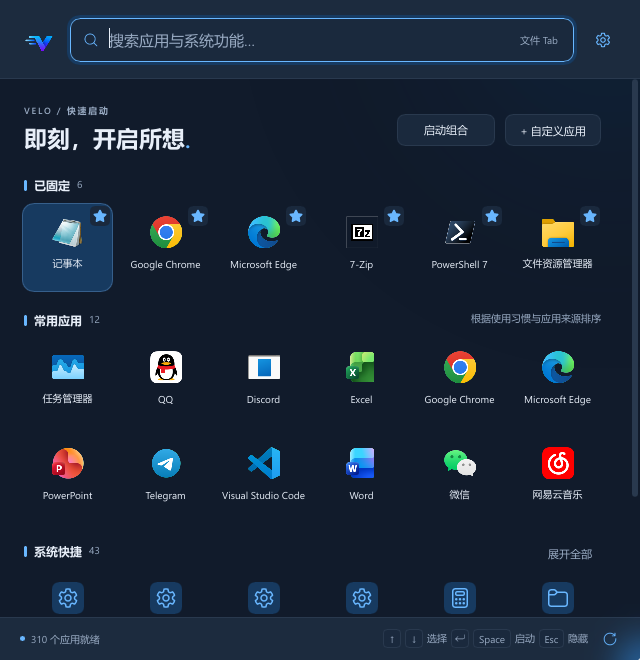 搜索应用与系统功能...
文件 Tab
VELO / 快速启动
即刻，开启所想.
启动组合
+ 自定义应用
已固定 6
记事本
Google Chrome
Microsoft Edge
7-Zip
PowerShell 7
文件资源管理器
常用应用 12
根据使用习惯与应用来源排序
任务管理器
QQ
Discord
Excel
Google Chrome
Microsoft Edge
PowerPoint
Telegram
Visual Studio Code
Word
微信
网易云音乐
系统快捷 43
展开全部
310 个应用就绪
↑ ↓ 选择 ↵ Space 启动 Esc 隐藏